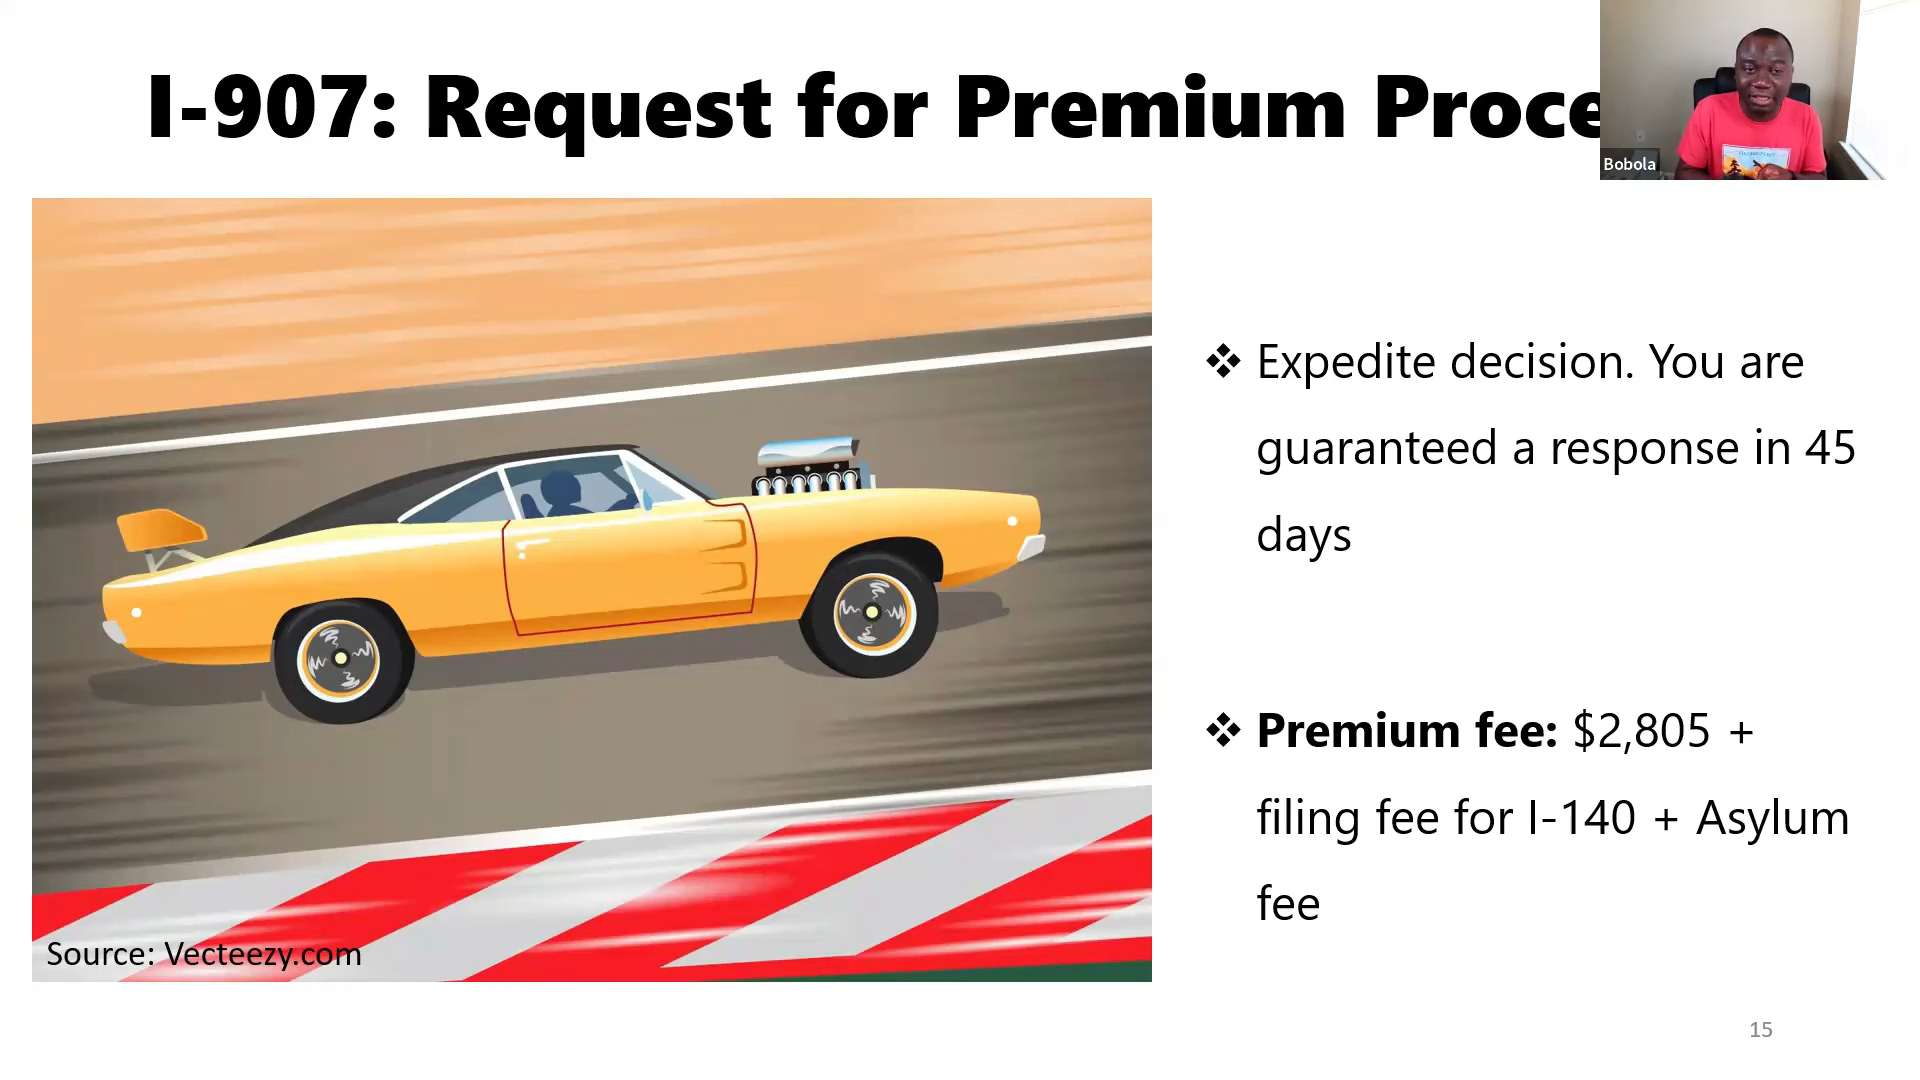 I-907: Request for Premium Proce
Bobola
Expedite decision. You are
guaranteed a response in 45
days
Premium fee: $2,805 +
filing fee for I-140 + Asylum
fee
Source: Vecteezy.com
15